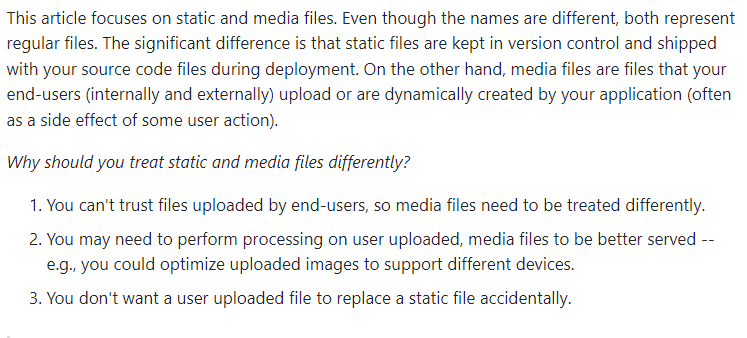 This article focuses on static and media files. Even though the names are different, both represent
regular files. The significant difference is that static files are kept in version control and shipped
with your source code files during deployment. On the other hand, media files are files that your
end-users (internally and externally) upload or are dynamically created by your application (often
as a side effect of some user action).
Why should you treat static and media files differently?
1. You can't trust files uploaded by end-users, so media files need to be treated differently.
2. You may need to perform processing on user uploaded, media files to be better served --
e.g., you could optimize uploaded images to support different devices.
3. You don't want a user uploaded file to replace a static file accidentally.